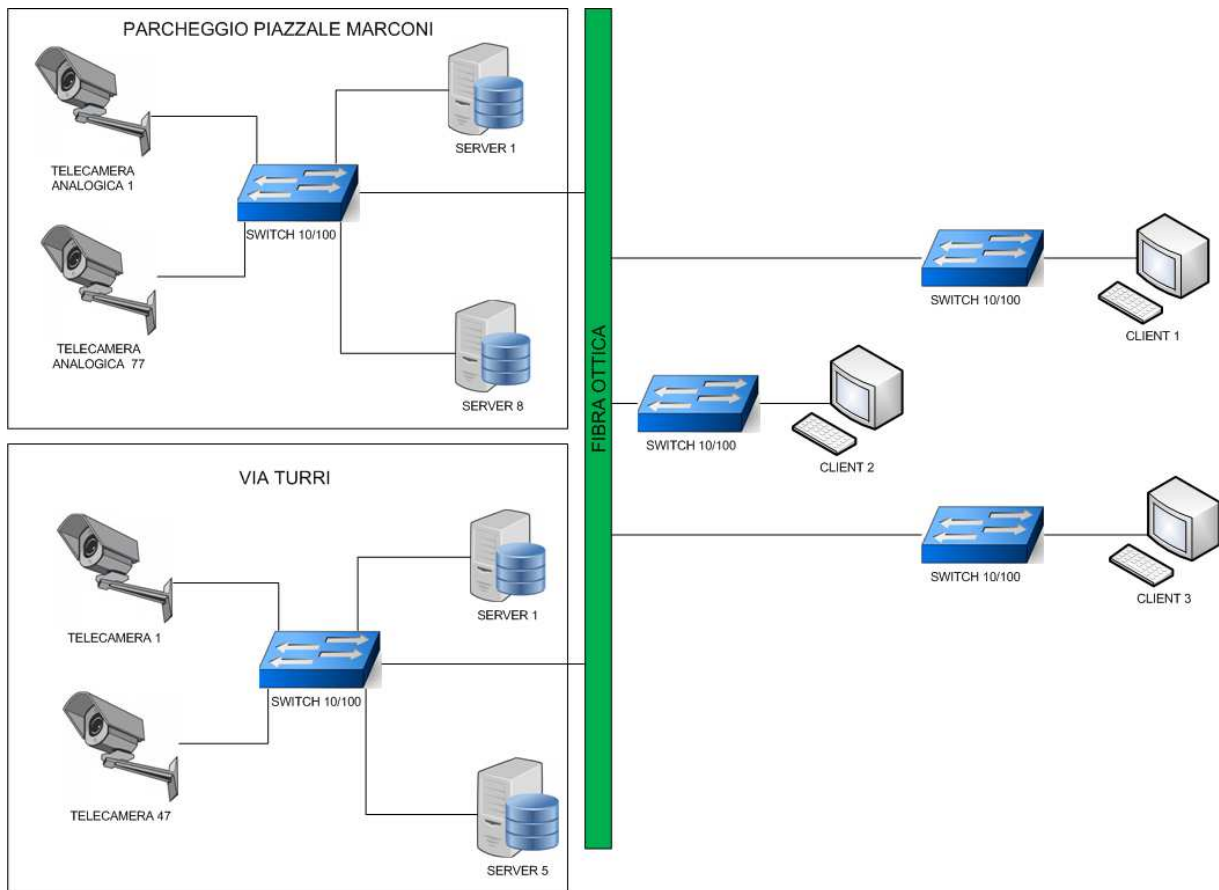 PARCHEGGIO PIAZZALE MARCONI
TELECAMERA
ANALOGICA 1
SERVER 1
SWITCH 10/100
TELECAMERA
ANALOGICA 77
SERVER 8
VIA TURRI
TELECAMERA 1
SERVER 1
SWITCH 10/100
TELECAMERA 47
SERVER 5
FIBRA OTTICA
SWITCH 10/100
CLIENT 1
SWITCH 10/100
CLIENT 2
SWITCH 10/100
CLIENT 3